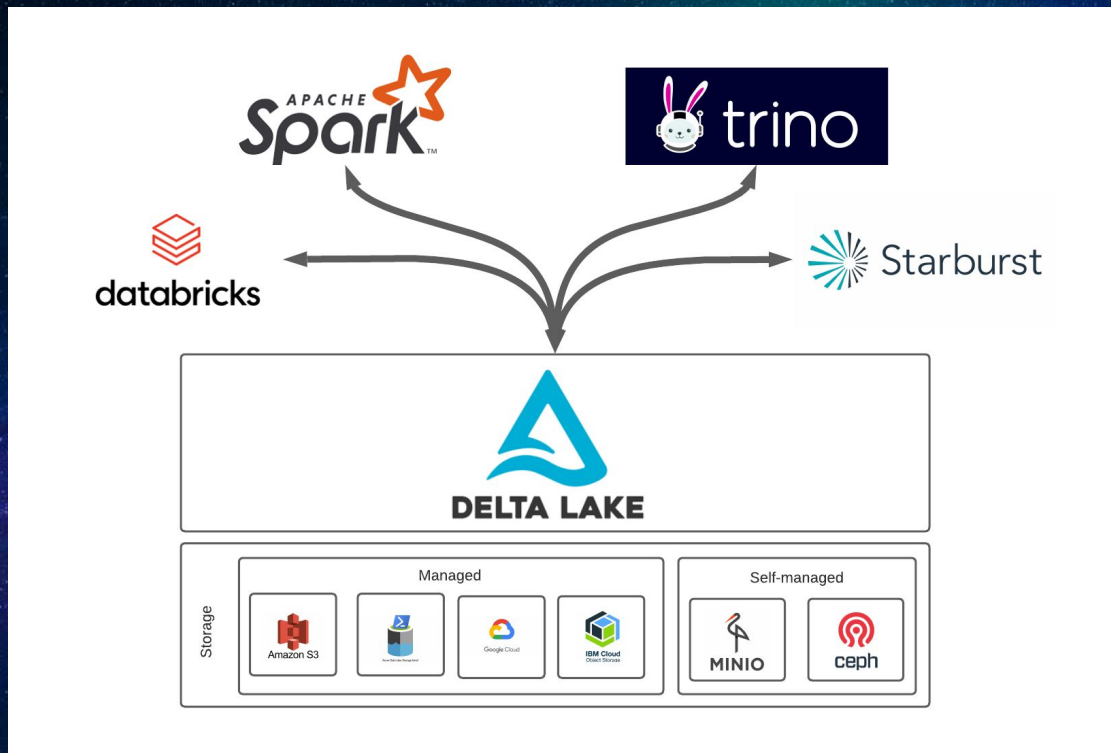 APACHE
Spark™
trino
databricks
Starburst
DELTA LAKE
Storage
Managed
Self-managed
Amazon S3
Google Cloud
IBM Cloud
Object Storage
MINIO
ceph